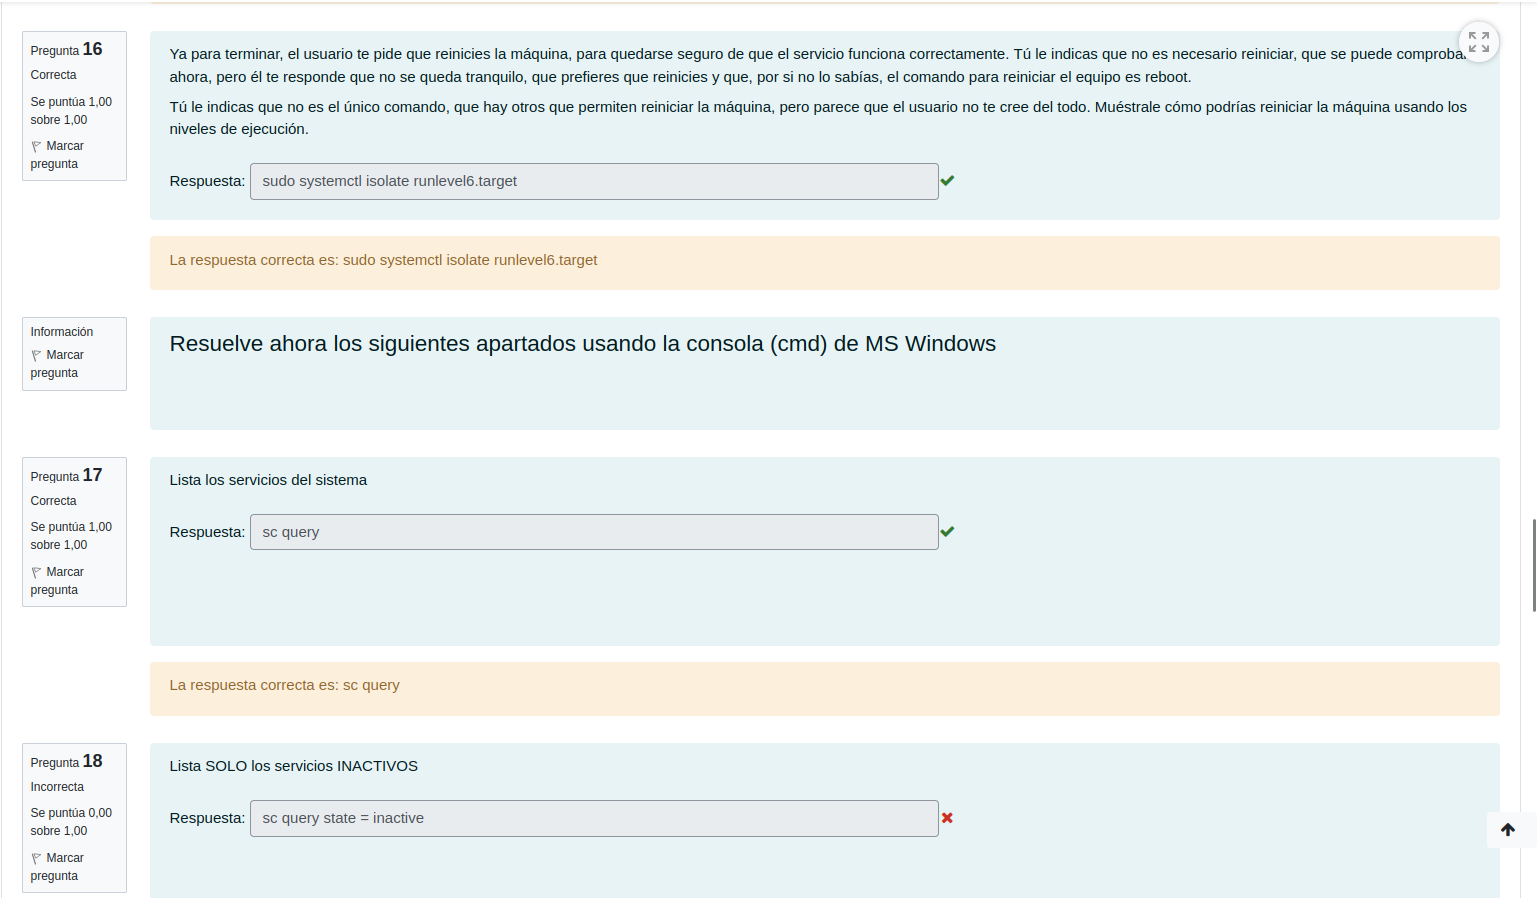 Pregunta 16
Correcta
Se puntúa 1,00
sobre 1,00
Marcar
pregunta
Ya para terminar, el usuario te pide que reinicies la máquina, para quedarse seguro de que el servicio funciona correctamente. Tú le indicas que no es necesario reiniciar, que se puede comprobar
ahora, pero él te responde que no se queda tranquilo, que prefieres que reinicies y que, por si no lo sabías, el comando para reiniciar el equipo es reboot.
Tú le indicas que no es el único comando, que hay otros que permiten reiniciar la máquina, pero parece que el usuario no te cree del todo. Muéstrale cómo podrías reiniciar la máquina usando los
niveles de ejecución.
Respuesta: sudo systemctl isolate runlevel6.target
La respuesta correcta es: sudo systemctl isolate runlevel6.target
Información
Marcar
pregunta
Resuelve ahora los siguientes apartados usando la consola (cmd) de MS Windows
Pregunta 17
Correcta
Se puntúa 1,00
sobre 1,00
Marcar
pregunta
Lista los servicios del sistema
Respuesta: sc query
La respuesta correcta es: sc query
Pregunta 18
Incorrecta
Se puntúa 0,00
sobre 1,00
Marcar
pregunta
Lista SOLO los servicios INACTIVOS
Respuesta: sc query state = inactive